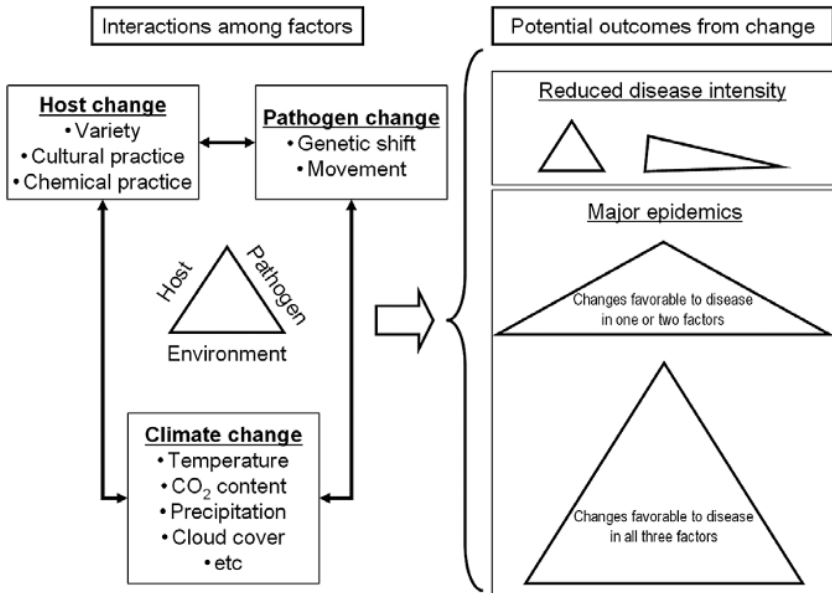 Interactions among factors
Host change
• Variety
• Cultural practice
• Chemical practice
Pathogen change
• Genetic shift
• Movement
Host
Pathogen
Environment
Climate change
• Temperature
• CO₂ content
• Precipitation
• Cloud cover
• etc
Potential outcomes from change
Reduced disease intensity
Major epidemics
Changes favorable to disease
in one or two factors
Changes favorable to disease
in all three factors